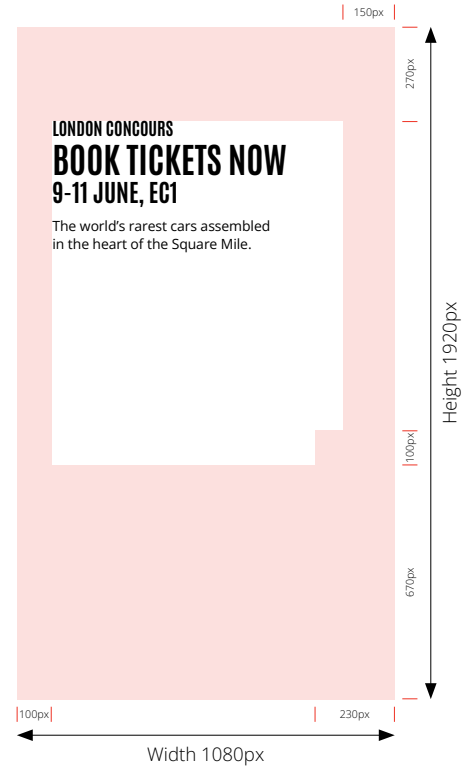 150px
270px
LONDON CONCOURS
BOOK TICKETS NOW
9-11 JUNE, EC1
The world’s rarest cars assembled
in the heart of the Square Mile.
Height 1920px
100px
670px
100px
230px
Width 1080px